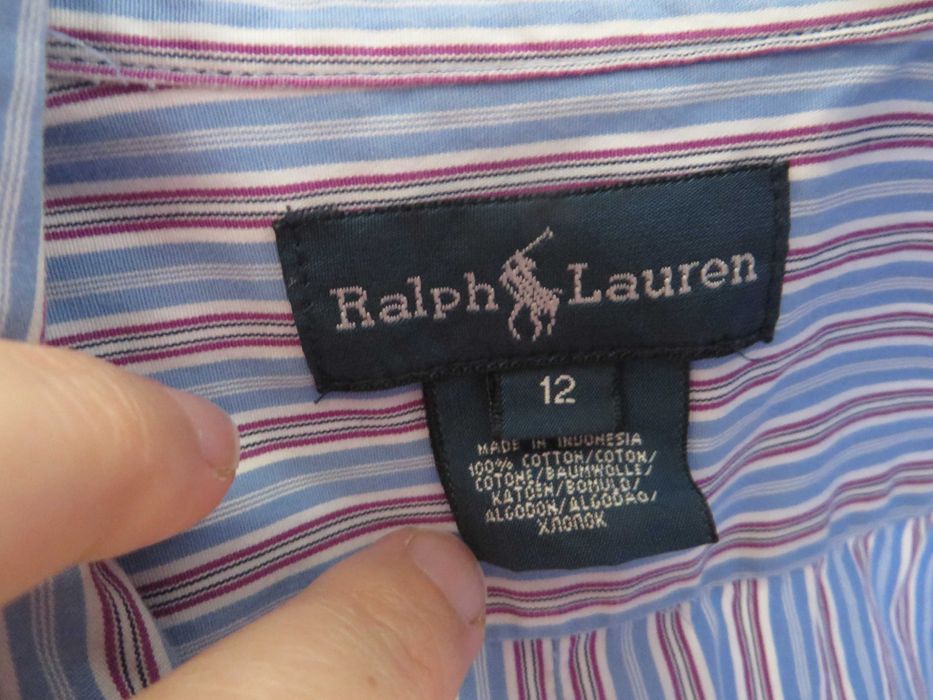 Ralph Lauren
12
MADE IN INDONESIA
100% COTTON/COTON/
COTONE/BAUMWOLLE/
KATOEN/BOMULD/
ALGODON/ALGODAO/
ХЛОПОК